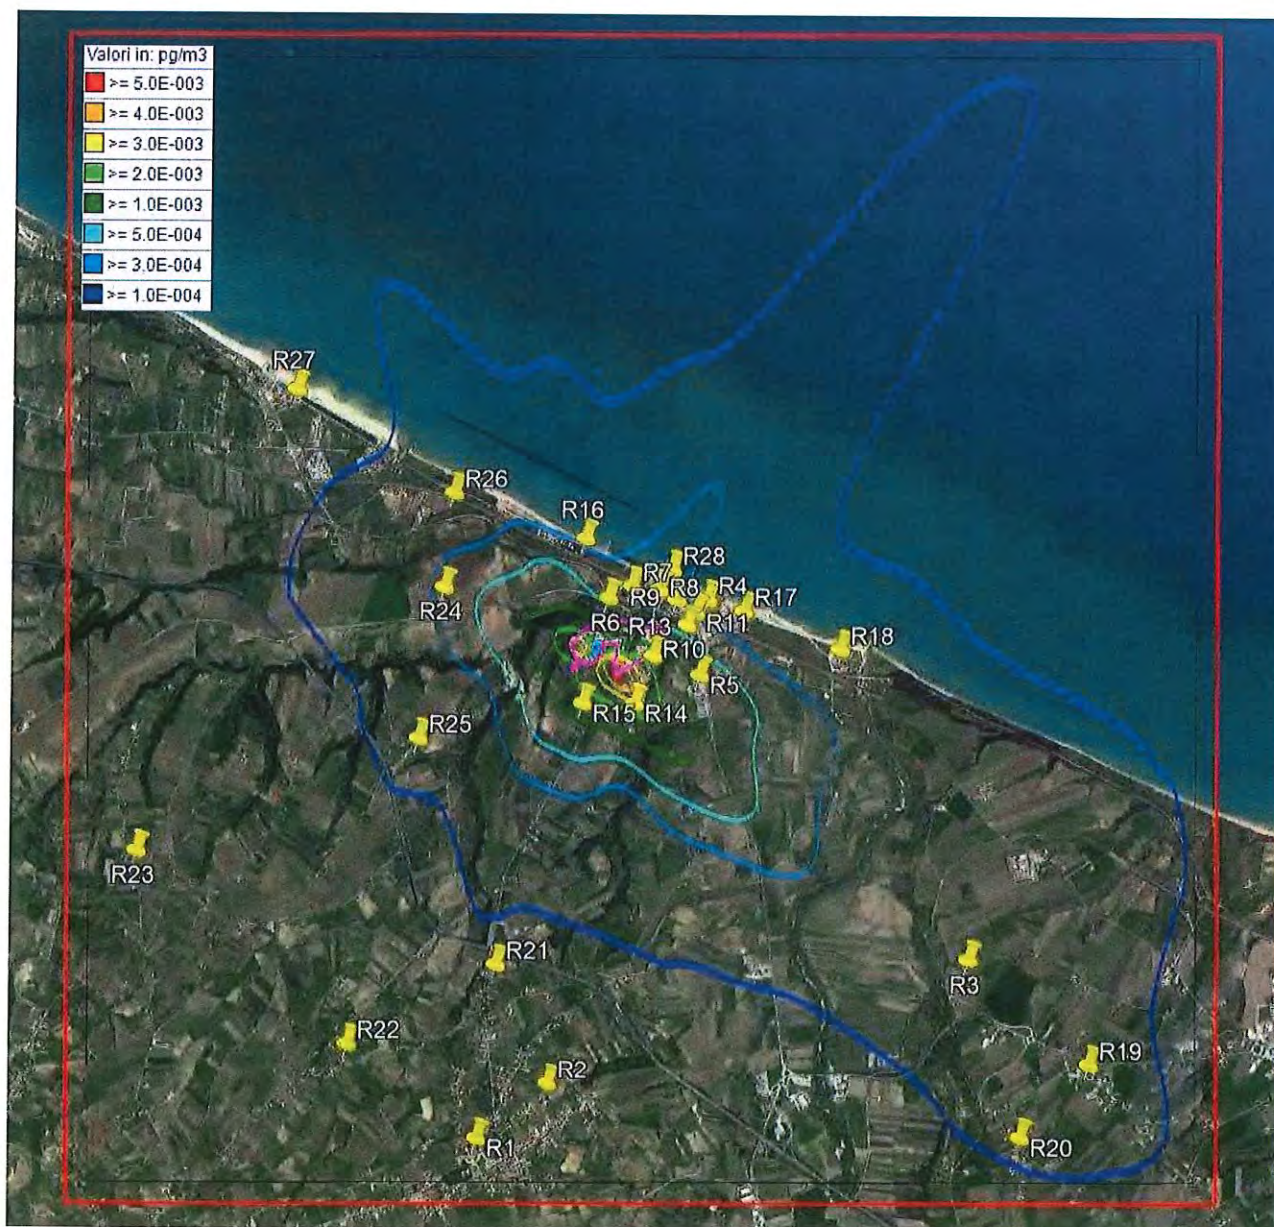 Valori in: pg/m3
>= 5.0E-003
>= 4.0E-003
>= 3.0E-003
>= 2.0E-003
>= 1.0E-003
>= 5.0E-004
>= 3.0E-004
>= 1.0E-004
R27
R26
R16
R28
R7
R24
R8
R4
R9
R17
R6
R13
R11
R18
R10
R5
R15
R14
R25
R23
R21
R3
R22
R19
R2
R1
R20